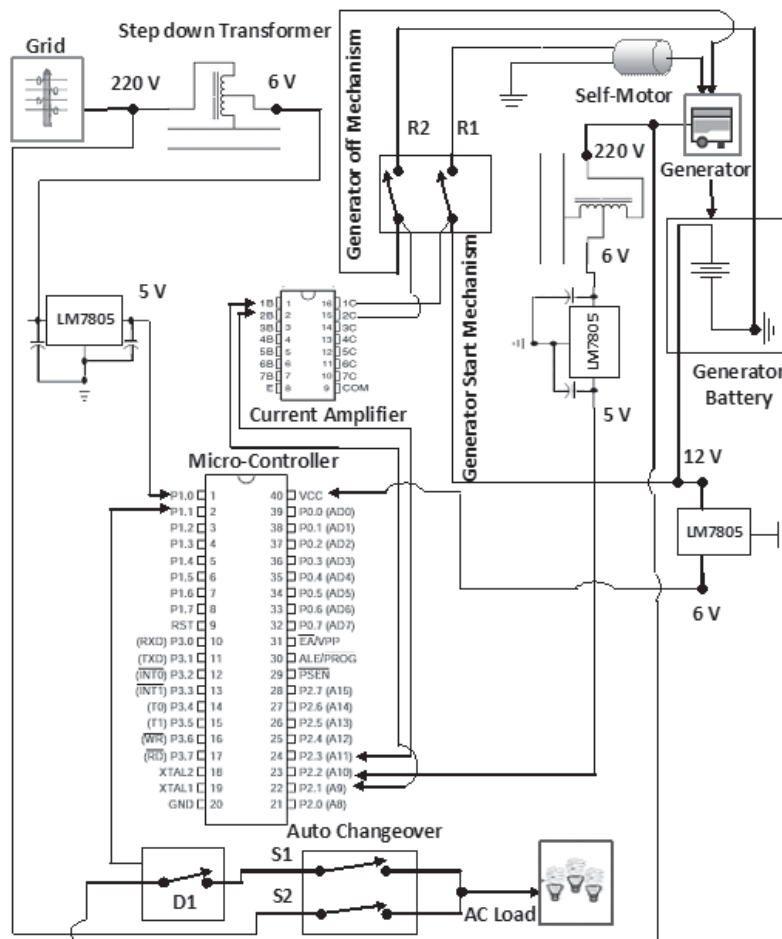 Grid
Step down Transformer
220 V
6 V
Self-Motor
Generator
Generator off Mechanism
R2 R1
220 V
6 V
LM7805
5 V
LM7805
5 V
Generator
Battery
1B 1 16 1C
2B 2 15 2C
3B 3 14 3C
4B 4 13 4C
5B 5 12 5C
6B 6 11 6C
7B 7 10 7C
E 8 9 COM
Current Amplifier
Generator Start Mechanism
12 V
LM7805
6 V
Micro-Controller
P1.0 1 40 VCC
P1.1 2 39 P0.0 (AD0)
P1.2 3 38 P0.1 (AD1)
P1.3 4 37 P0.2 (AD2)
P1.4 5 36 P0.3 (AD3)
P1.5 6 35 P0.4 (AD4)
P1.6 7 34 P0.5 (AD5)
P1.7 8 33 P0.6 (AD6)
RST 9 32 P0.7 (AD7)
(RXD) P3.0 10 31 EA/VPP
(TXD) P3.1 11 30 ALE/PROG
(INT0) P3.2 12 29 PSEN
(INT1) P3.3 13 28 P2.7 (A15)
(T0) P3.4 14 27 P2.6 (A14)
(T1) P3.5 15 26 P2.5 (A13)
(WR) P3.6 16 25 P2.4 (A12)
(RD) P3.7 17 24 P2.3 (A11)
XTAL2 18 23 P2.2 (A10)
XTAL1 19 22 P2.1 (A9)
GND 20 21 P2.0 (A8)
Auto Changeover
D1
S1
S2
AC Load